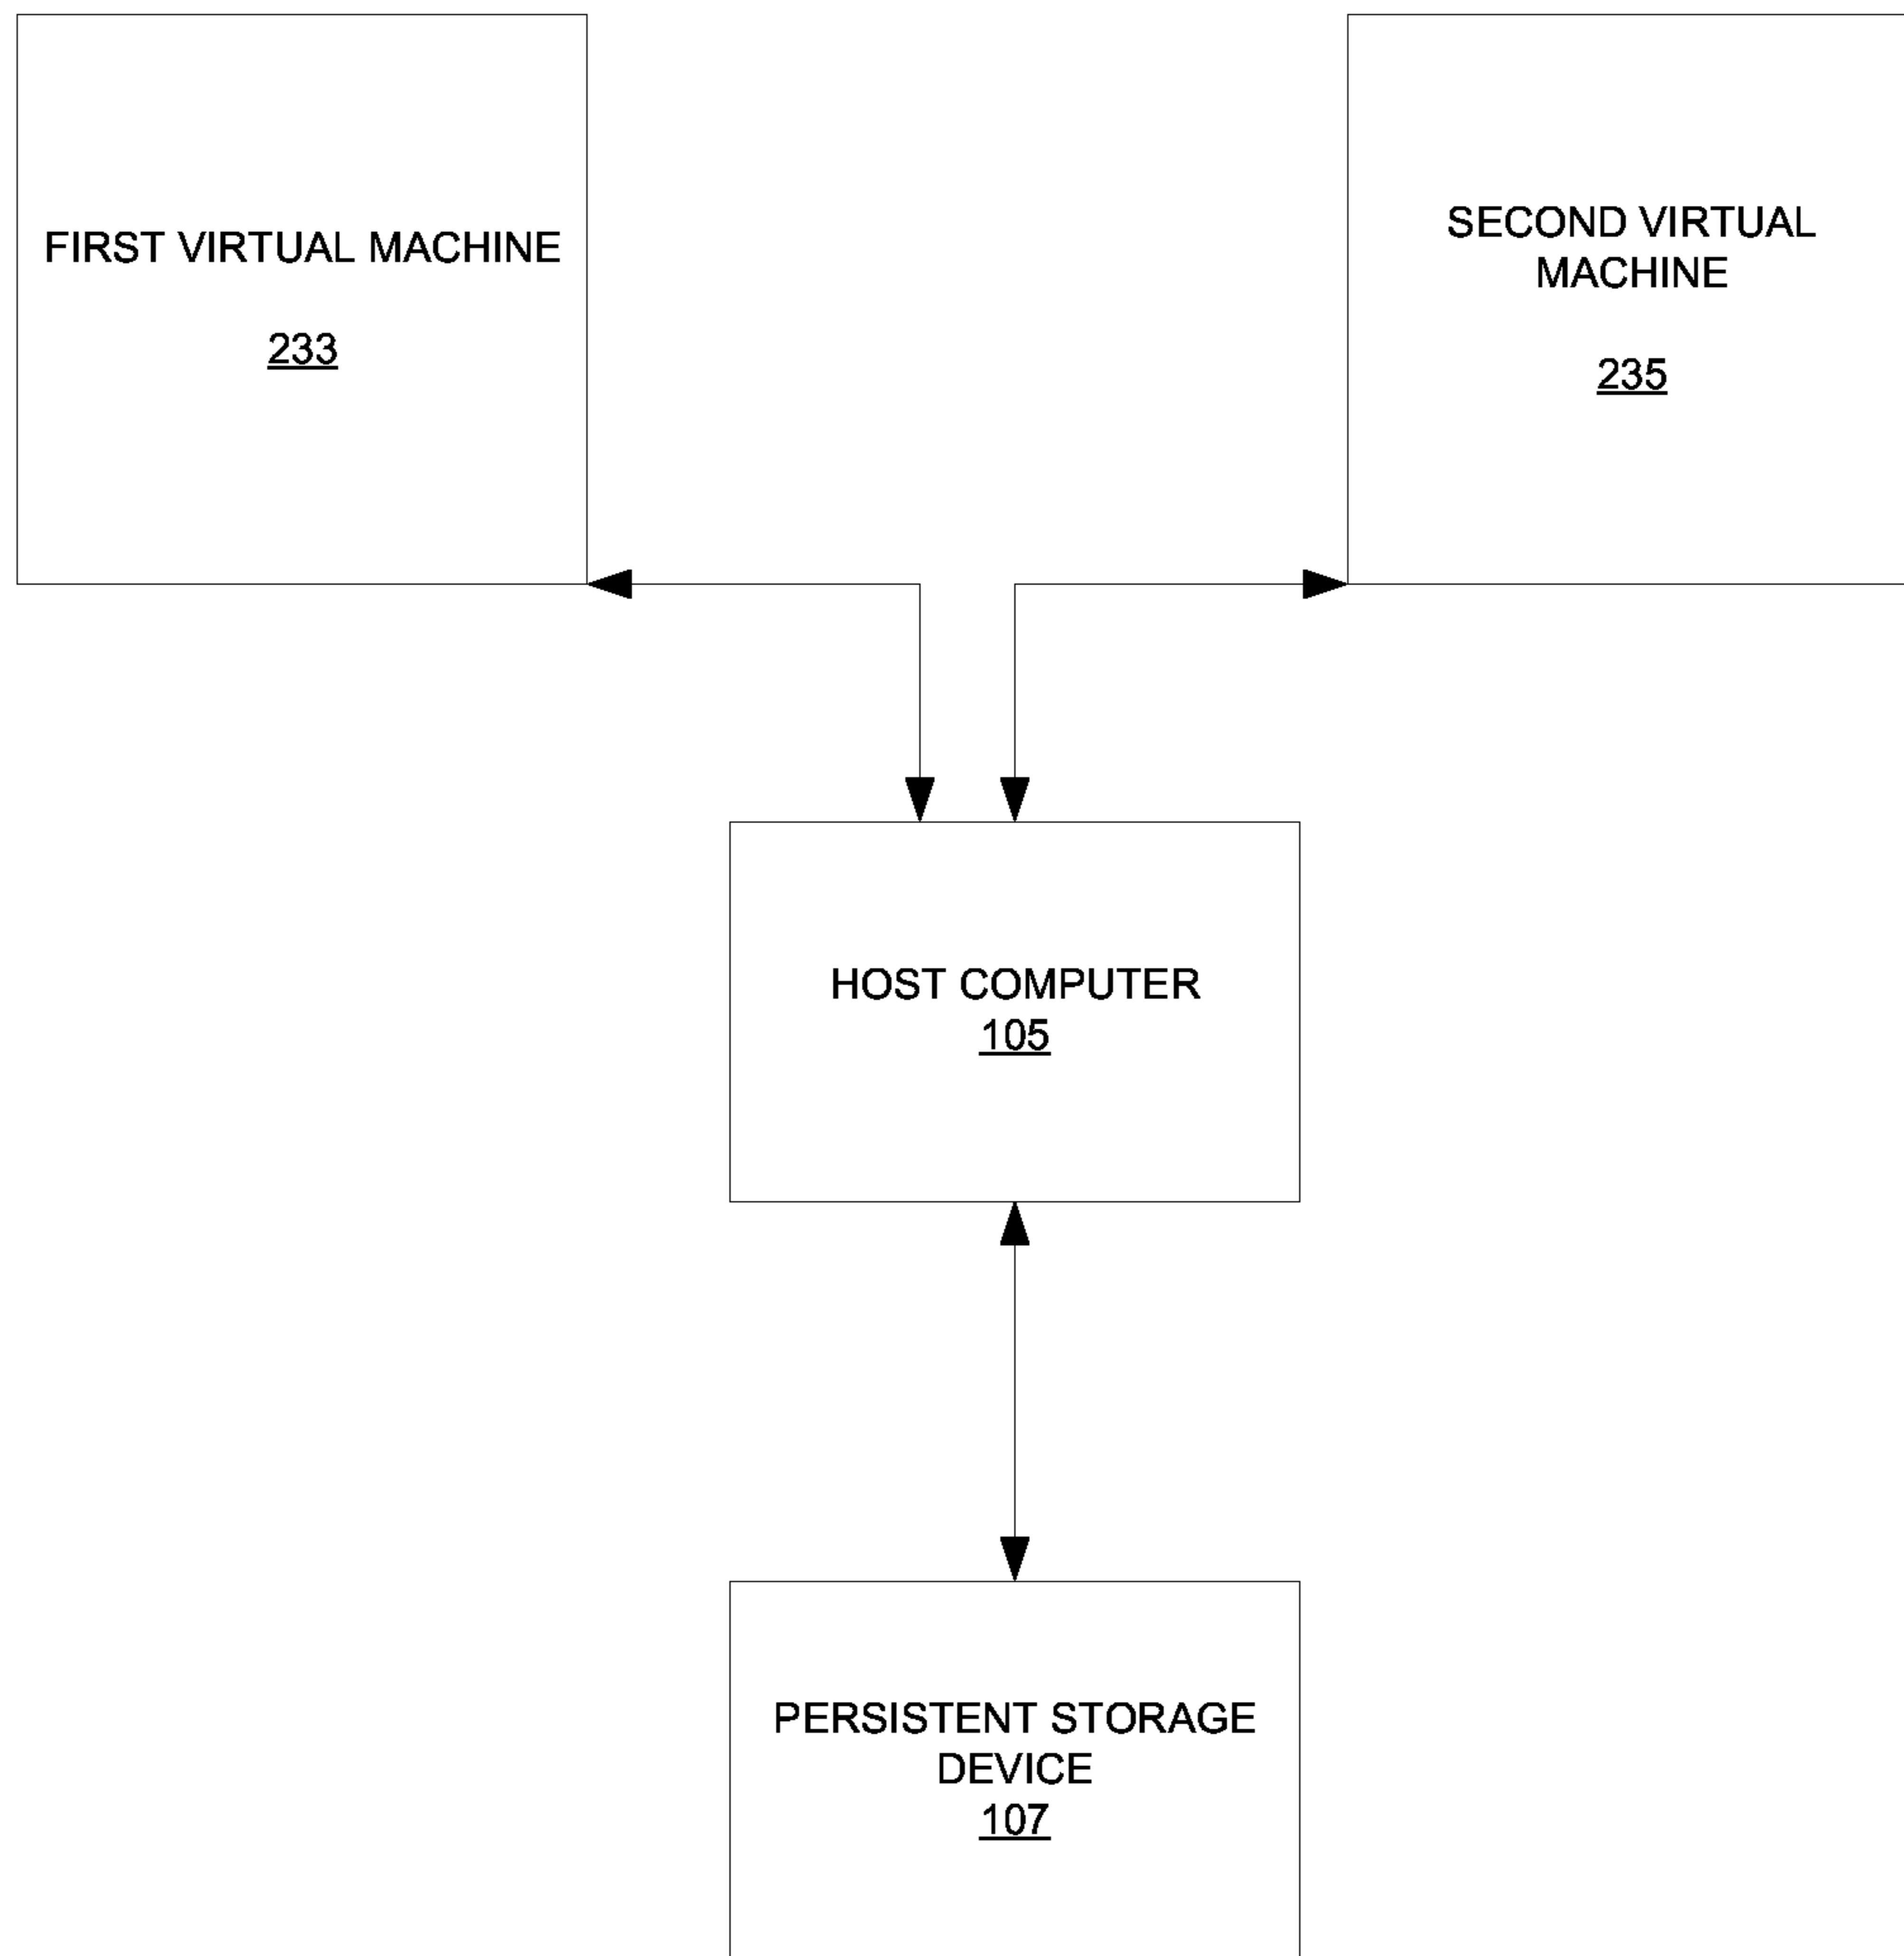 FIRST VIRTUAL MACHINE
233
SECOND VIRTUAL
MACHINE
235
HOST COMPUTER
105
PERSISTENT STORAGE
DEVICE
107